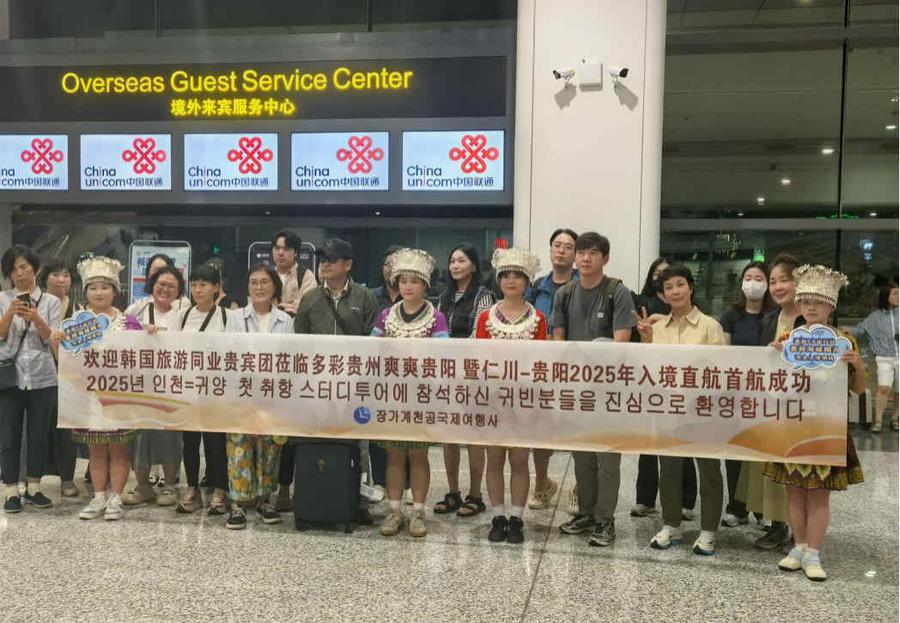 Overseas Guest Service Center
境外来宾服务中心
China
unicom中国联通
China
unicom中国联通
China
unicom中国联通
China
unicom中国联通
China
unicom中国联通
欢迎韩国旅游同业贵宾团莅临多彩贵州爽爽贵阳 暨仁川-贵阳2025年入境直航首航成功
2025년 인천=귀양 첫 취항 스터디투어에 참석하신 귀빈분들을 진심으로 환영합니다
장가계천공국제여행사